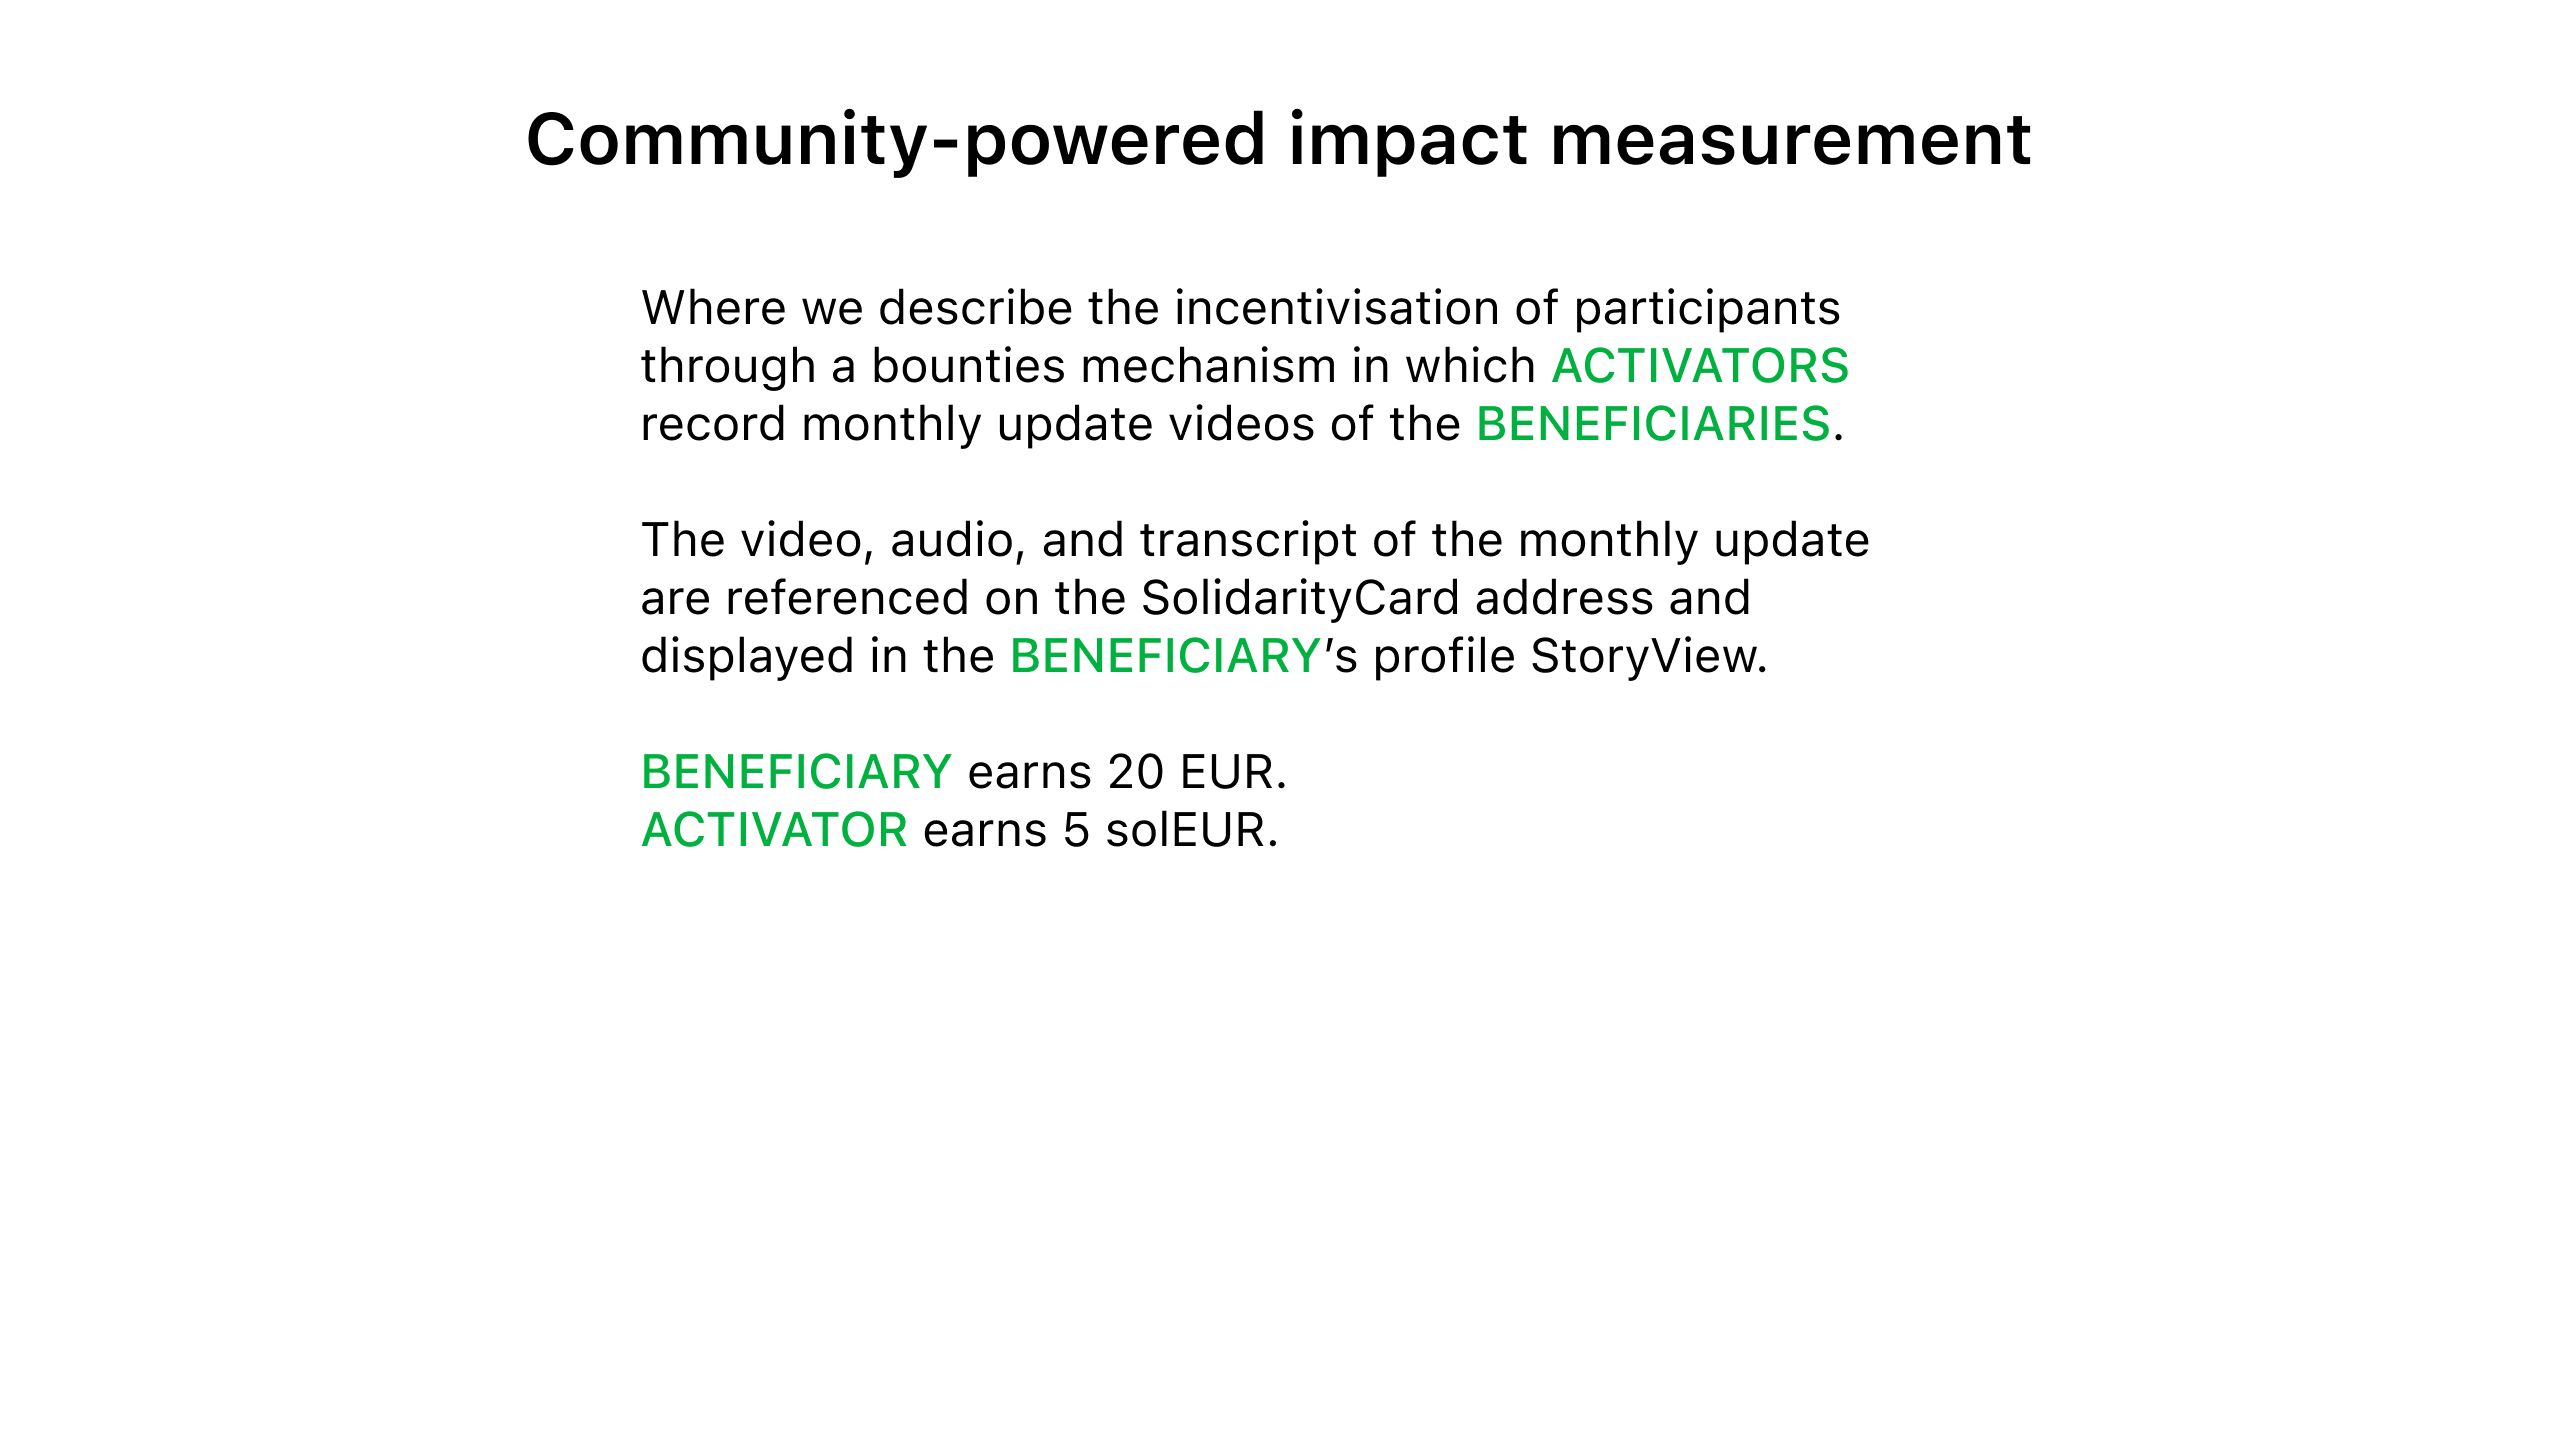 Community-powered impact measurement
Where we describe the incentivisation of participants
through a bounties mechanism in which ACTIVATORS
record monthly update videos of the BENEFICIARIES.
The video, audio, and transcript of the monthly update
are referenced on the SolidarityCard address and
displayed in the BENEFICIARY’s profile StoryView.
BENEFICIARY earns 20 EUR.
ACTIVATOR earns 5 solEUR.